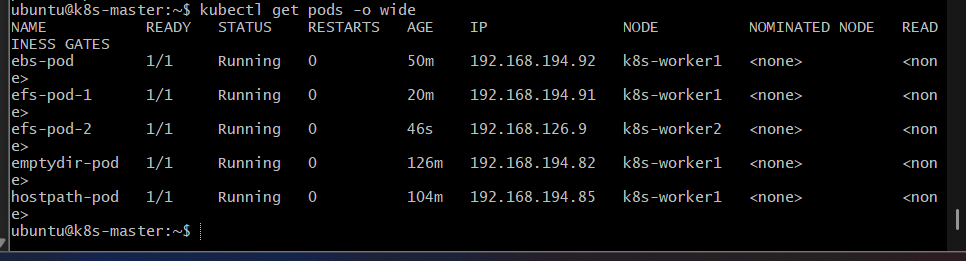 ubuntu@k8s-master:~$ kubectl get pods -o wide
NAME READY STATUS RESTARTS AGE IP NODE NOMINATED NODE READ
INESS GATES
ebs-pod 1/1 Running 0 50m 192.168.194.92 k8s-worker1 <none> <non
e>
efs-pod-1 1/1 Running 0 20m 192.168.194.91 k8s-worker1 <none> <non
e>
efs-pod-2 1/1 Running 0 46s 192.168.126.9 k8s-worker2 <none> <non
e>
emptydir-pod 1/1 Running 0 126m 192.168.194.82 k8s-worker1 <none> <non
e>
hostpath-pod 1/1 Running 0 104m 192.168.194.85 k8s-worker1 <none> <non
e>
ubuntu@k8s-master:~$